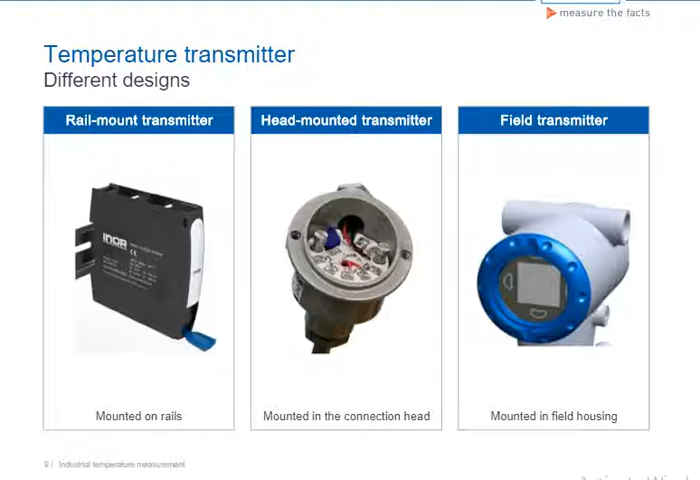 measure the facts
Temperature transmitter
Different designs
Rail-mount transmitter
Head-mounted transmitter
Field transmitter
INOR
Mounted on rails
Mounted in the connection head
Mounted in field housing
9 | Industrial temperature measurement